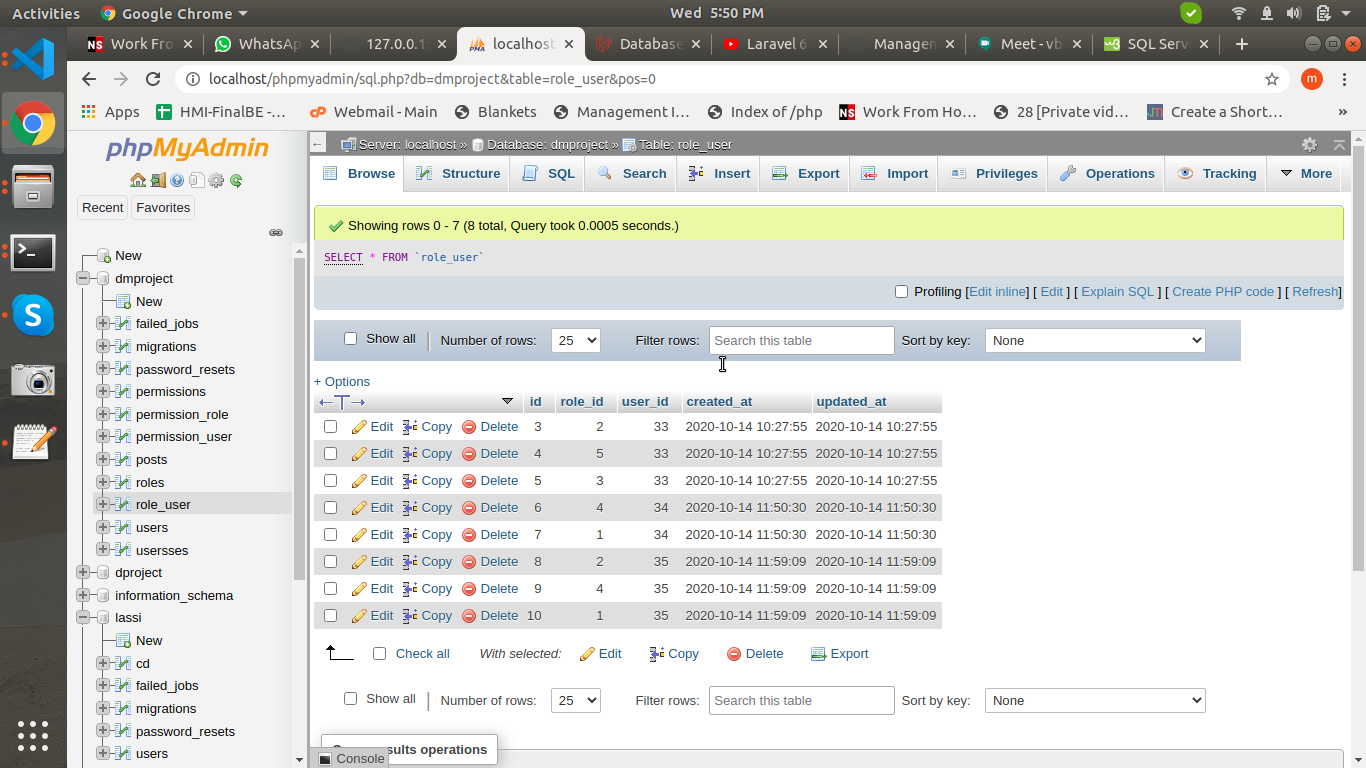 Activities Google Chrome Wed 5:50 PM
Work Fro WhatsAp 127.0.0.1: localhost Database Laravel 6 Managem Meet - vb SQL Serv
localhost/phpmyadmin/sql.php?db=dmproject&table=role_user&pos=0 m
Apps HMI-FinalBE -... Webmail - Main Blankets Management I... Index of /php Work From Ho... 28 [Private vid... Create a Short... »
phpMyAdmin
Recent Favorites
New
dmproject
New
failed_jobs
migrations
password_resets
permissions
permission_role
permission_user
posts
roles
role_user
users
usersses
dproject
information_schema
lassi
New
cd
failed_jobs
migrations
password_resets
users
Server: localhost » Database: dmproject » Table: role_user
Browse Structure SQL Search Insert Export Import Privileges Operations Tracking More
Showing rows 0 - 7 (8 total, Query took 0.0005 seconds.)
SELECT * FROM `role_user`
Profiling [Edit inline] [ Edit ] [ Explain SQL ] [ Create PHP code ] [ Refresh]
Show all Number of rows: 25 Filter rows: Search this table Sort by key: None
+ Options
id role_id user_id created_at updated_at
Edit Copy Delete 3 2 33 2020-10-14 10:27:55 2020-10-14 10:27:55
Edit Copy Delete 4 5 33 2020-10-14 10:27:55 2020-10-14 10:27:55
Edit Copy Delete 5 3 33 2020-10-14 10:27:55 2020-10-14 10:27:55
Edit Copy Delete 6 4 34 2020-10-14 11:50:30 2020-10-14 11:50:30
Edit Copy Delete 7 1 34 2020-10-14 11:50:30 2020-10-14 11:50:30
Edit Copy Delete 8 2 35 2020-10-14 11:59:09 2020-10-14 11:59:09
Edit Copy Delete 9 4 35 2020-10-14 11:59:09 2020-10-14 11:59:09
Edit Copy Delete 10 1 35 2020-10-14 11:59:09 2020-10-14 11:59:09
Check all With selected: Edit Copy Delete Export
Show all Number of rows: 25 Filter rows: Search this table Sort by key: None
sults operations
Console